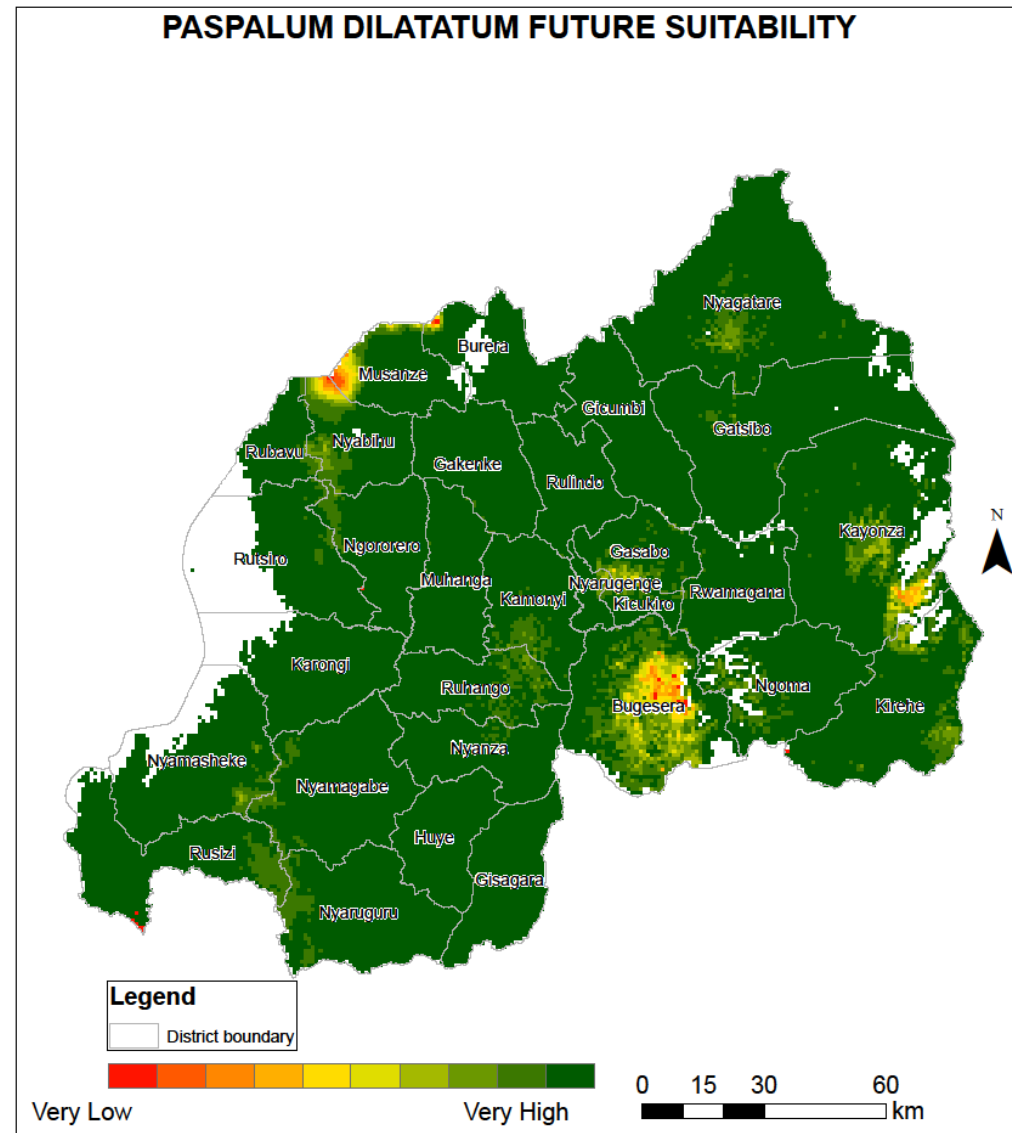 PASPALUM DILATATUM FUTURE SUITABILITY
Nyagatare
Burera
Musanze
Gicumbi
Gatsibo
Nyabihu
Rubavu
Gakenke
Rulindo
Kayonza
N
Ngororero
Gasabo
Rutsiro
Muhanga
Nyarugenge
Kamonyi
Kicukiro
Rwamagana
Karongi
Ruhango
Ngoma
Bugesera
Kirehe
Nyanza
Nyamasheke
Nyamagabe
Huye
Rusizi
Gisagara
Nyaruguru
Legend
District boundary
0 15 30 60
km
Very Low Very High